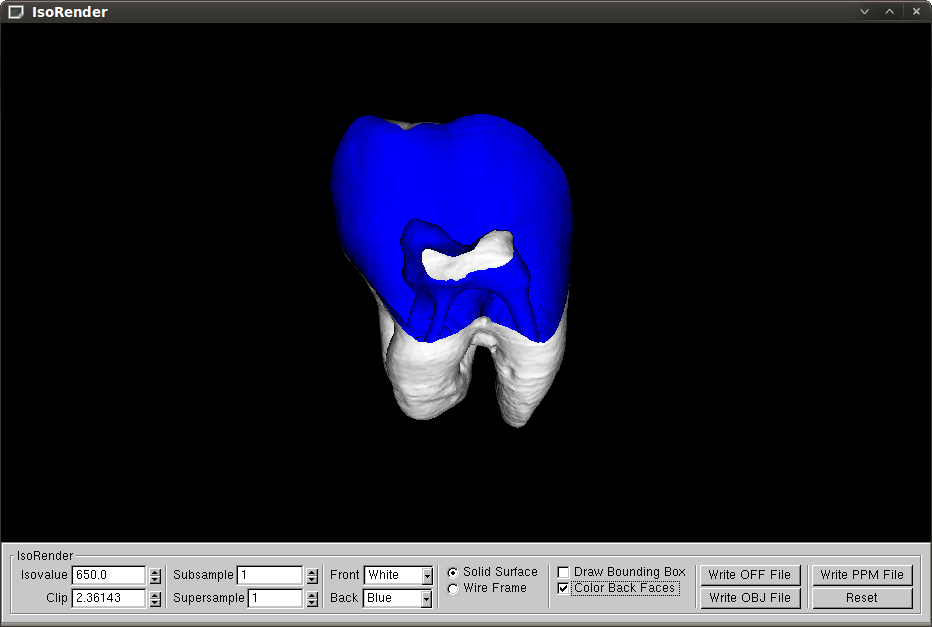 IsoRender
IsoRender
Isovalue 650.0 Subsample 1 Front White Solid Surface Draw Bounding Box Write OFF File Write PPM File
Clip 2.36143 Supersample 1 Back Blue Wire Frame Color Back Faces Write OBJ File Reset